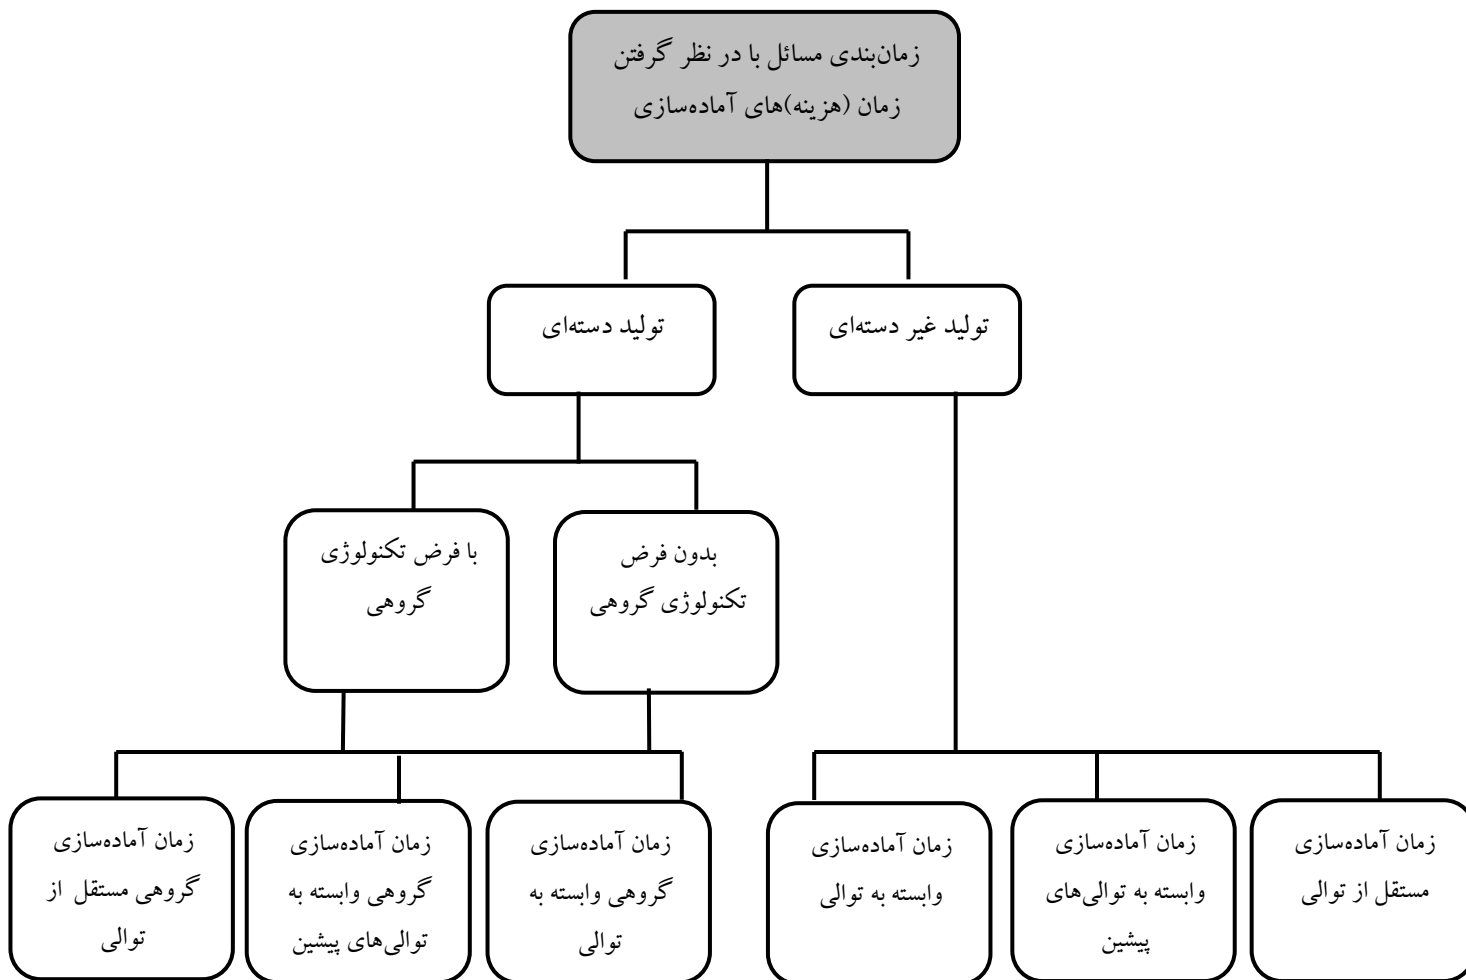 زمان‌بندی مسائل با در نظر گرفتن
زمان (هزینه)های آماده‌سازی
تولید غیر دسته‌ای
تولید دسته‌ای
بدون فرض
تکنولوژی گروهی
با فرض تکنولوژی
گروهی
زمان آماده‌سازی
مستقل از توالی
زمان آماده‌سازی
وابسته به توالی‌های
پیشین
زمان آماده‌سازی
وابسته به توالی
زمان آماده‌سازی
گروهی وابسته به
توالی
زمان آماده‌سازی
گروهی وابسته به
توالی‌های پیشین
زمان آماده‌سازی
گروهی مستقل از
توالی